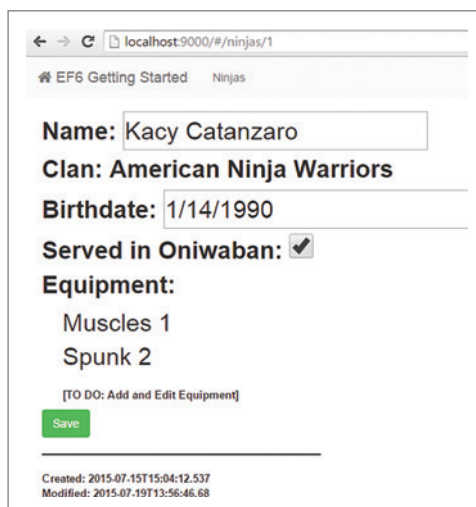 localhost:9000/#/ninjas/1
EF6 Getting Started Ninjas
Name: Kacy Catanzaro
Clan: American Ninja Warriors
Birthdate: 1/14/1990
Served in Oniwaban:
Equipment:
Muscles 1
Spunk 2
[TO DO: Add and Edit Equipment]
Save
Created: 2015-07-15T15:04:12.537
Modified: 2015-07-19T13:56:46.68